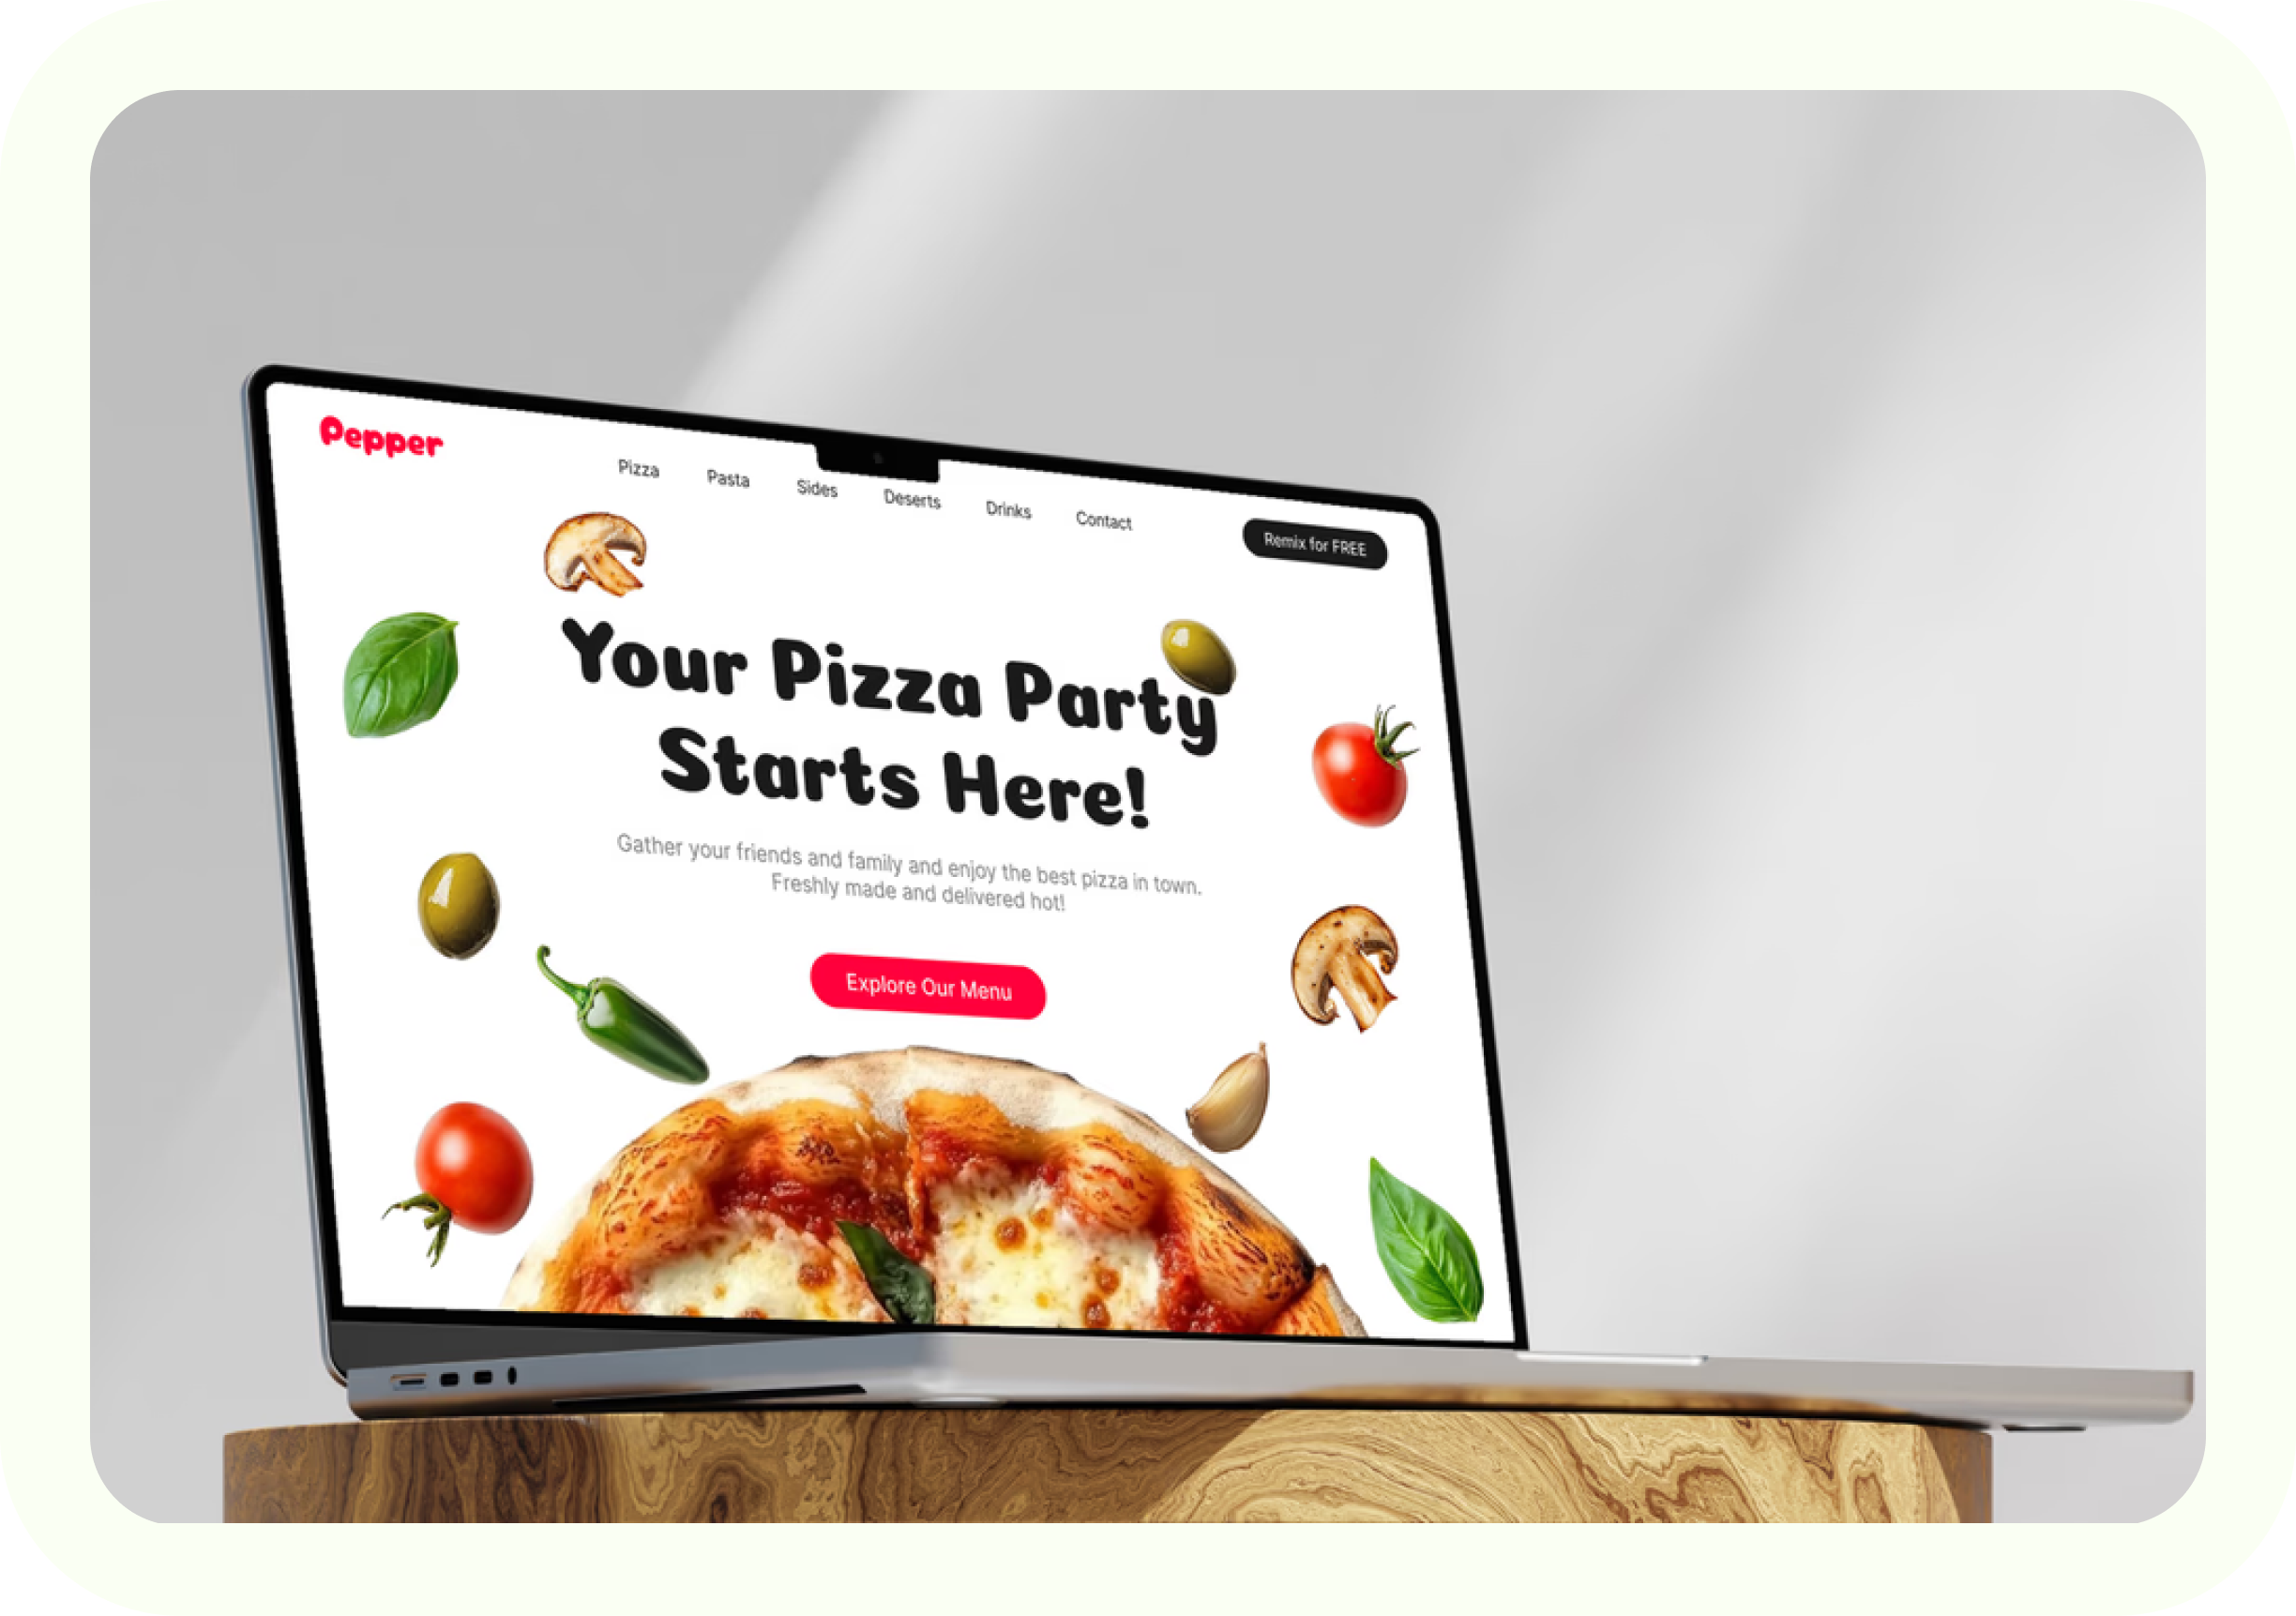 Pepper
Pizza Pasta Sides Deserts Drinks Contact
Remix for FREE
Your Pizza Party
Starts Here!
Gather your friends and family and enjoy the best pizza in town.
Freshly made and delivered hot!
Explore Our Menu